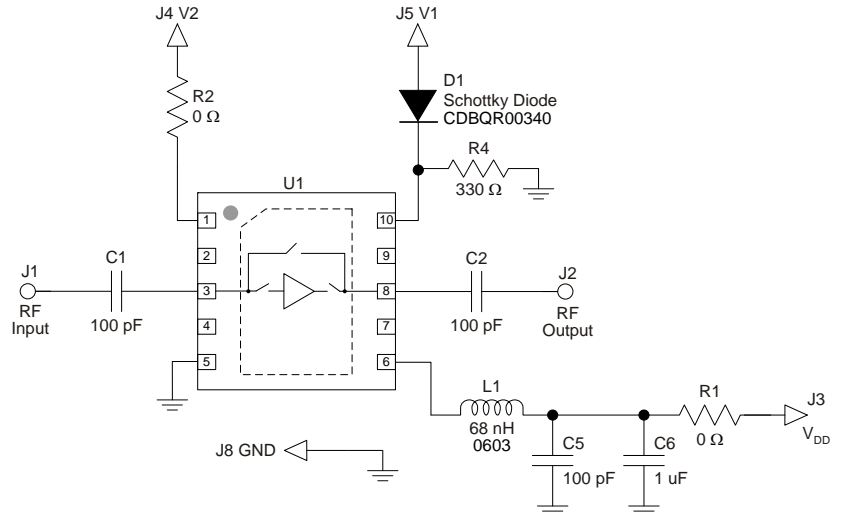 J4 V2
J5 V1
R2
0 Ω
D1
Schottky Diode
CDBQR00340
R4
330 Ω
U1
1
10
2
9
3
8
4
7
5
6
J1
RF
Input
C1
100 pF
C2
100 pF
J2
RF
Output
L1
68 nH
0603
R1
0 Ω
J3
VDD
C5
100 pF
C6
1 uF
J8 GND